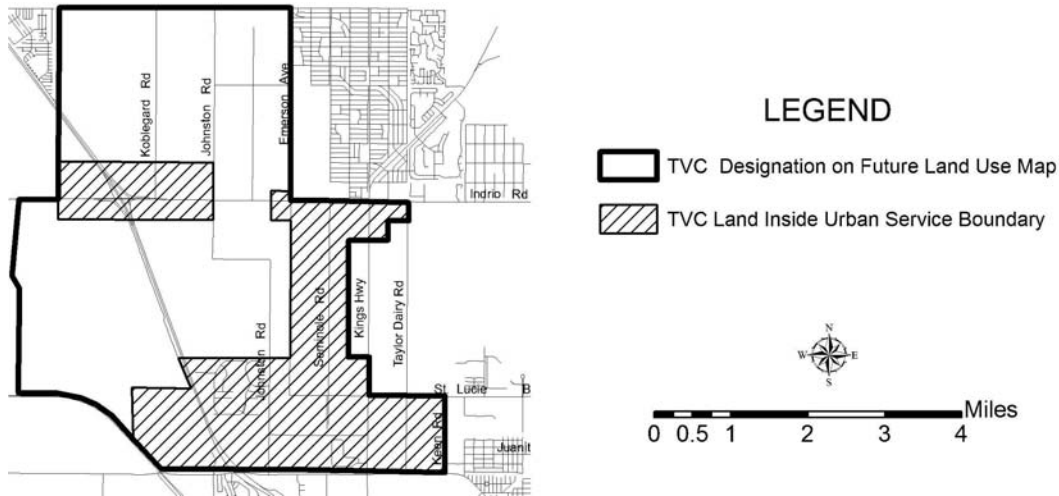 Koblegard Rd
Johnston Rd
Emerson Ave
Indrio Rd
Johnston Rd
Seminole Rd
Kings Hwy
Taylor Dairy Rd
St Lucie B
Keen Rd
Juanit
LEGEND
TVC Designation on Future Land Use Map
TVC Land Inside Urban Service Boundary
N
W E
S
Miles
0 0.5 1 2 3 4